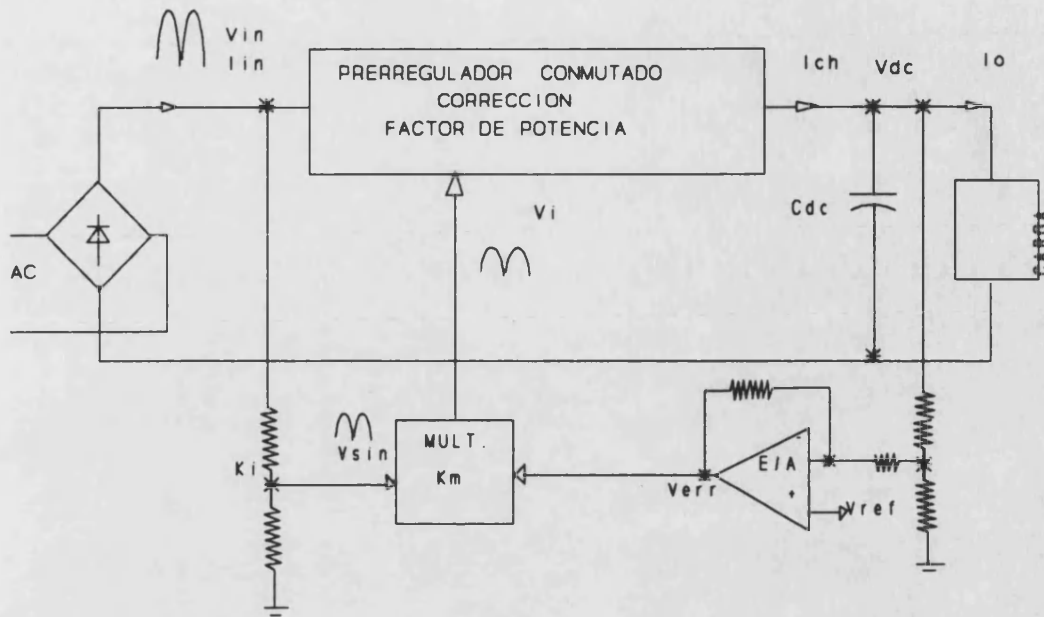 Vin
Iin
PRERREGULADOR CONMUTADO
CORRECCION
FACTOR DE POTENCIA
Ich
Vdc
Io
Vi
Cdc
CARGA
AC
Vsin
MULT.
Km
Ki
Verr
E/A
-
+
Vref